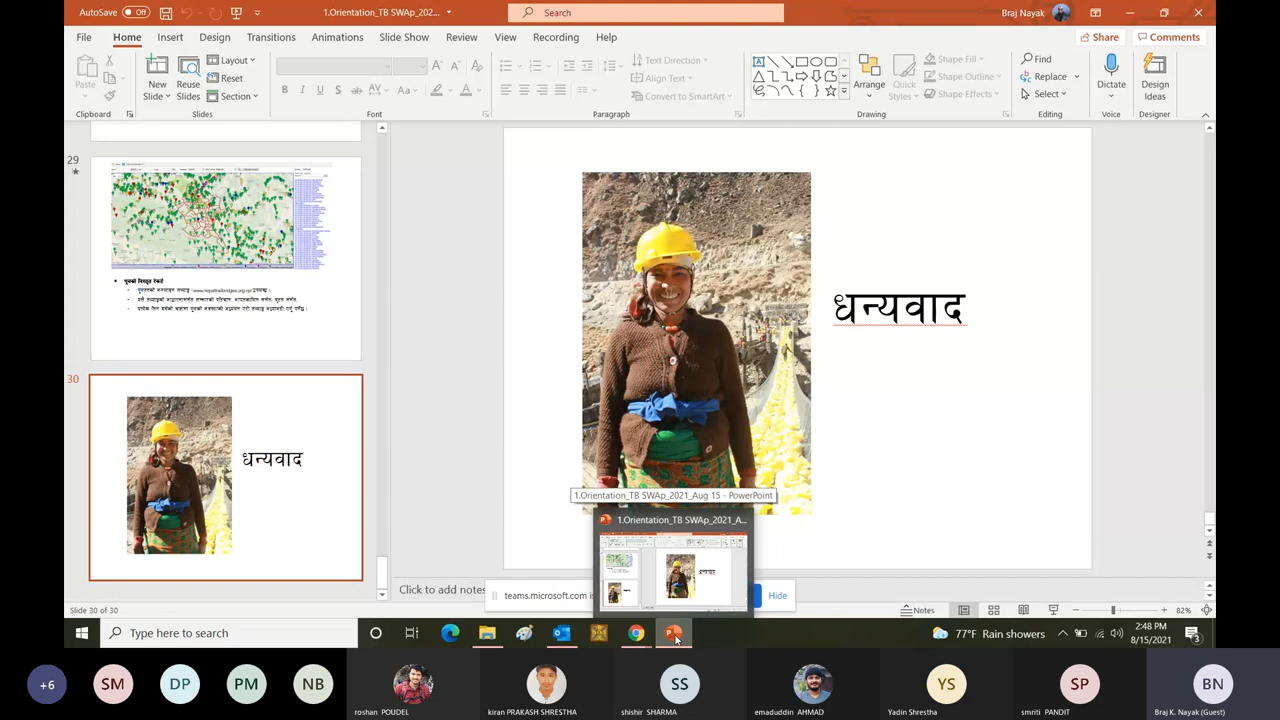 AutoSave Off 1.Orientation_TB SWAp_202... Search Braj Nayak
File Home Insert Design Transitions Animations Slide Show Review View Recording Help Share Comments
Paste New Slide Reuse Slides Layout Reset Section Text Direction Align Text Convert to SmartArt Arrange Quick Styles Shape Fill Shape Outline Shape Effects Find Replace Select Dictate Design Ideas
Clipboard Slides Font Paragraph Drawing Editing Voice Designer
29
30
धन्यवाद
धन्यवाद
1.Orientation_TB SWAp_2021_Aug 15 - PowerPoint
1.Orientation_TB SWAp_2021_A...
Click to add notes
teams.microsoft.com is
Hide
Slide 30 of 30 Notes 82%
Type here to search 77°F Rain showers 2:48 PM
8/15/2021
+6 SM DP PM NB SS YS SP BN
roshan POUDEL kiran PRAKASH SHRESTHA shishir SHARMA emaduddin AHMAD Yadin Shrestha smriti PANDIT Braj K. Nayak (Guest)